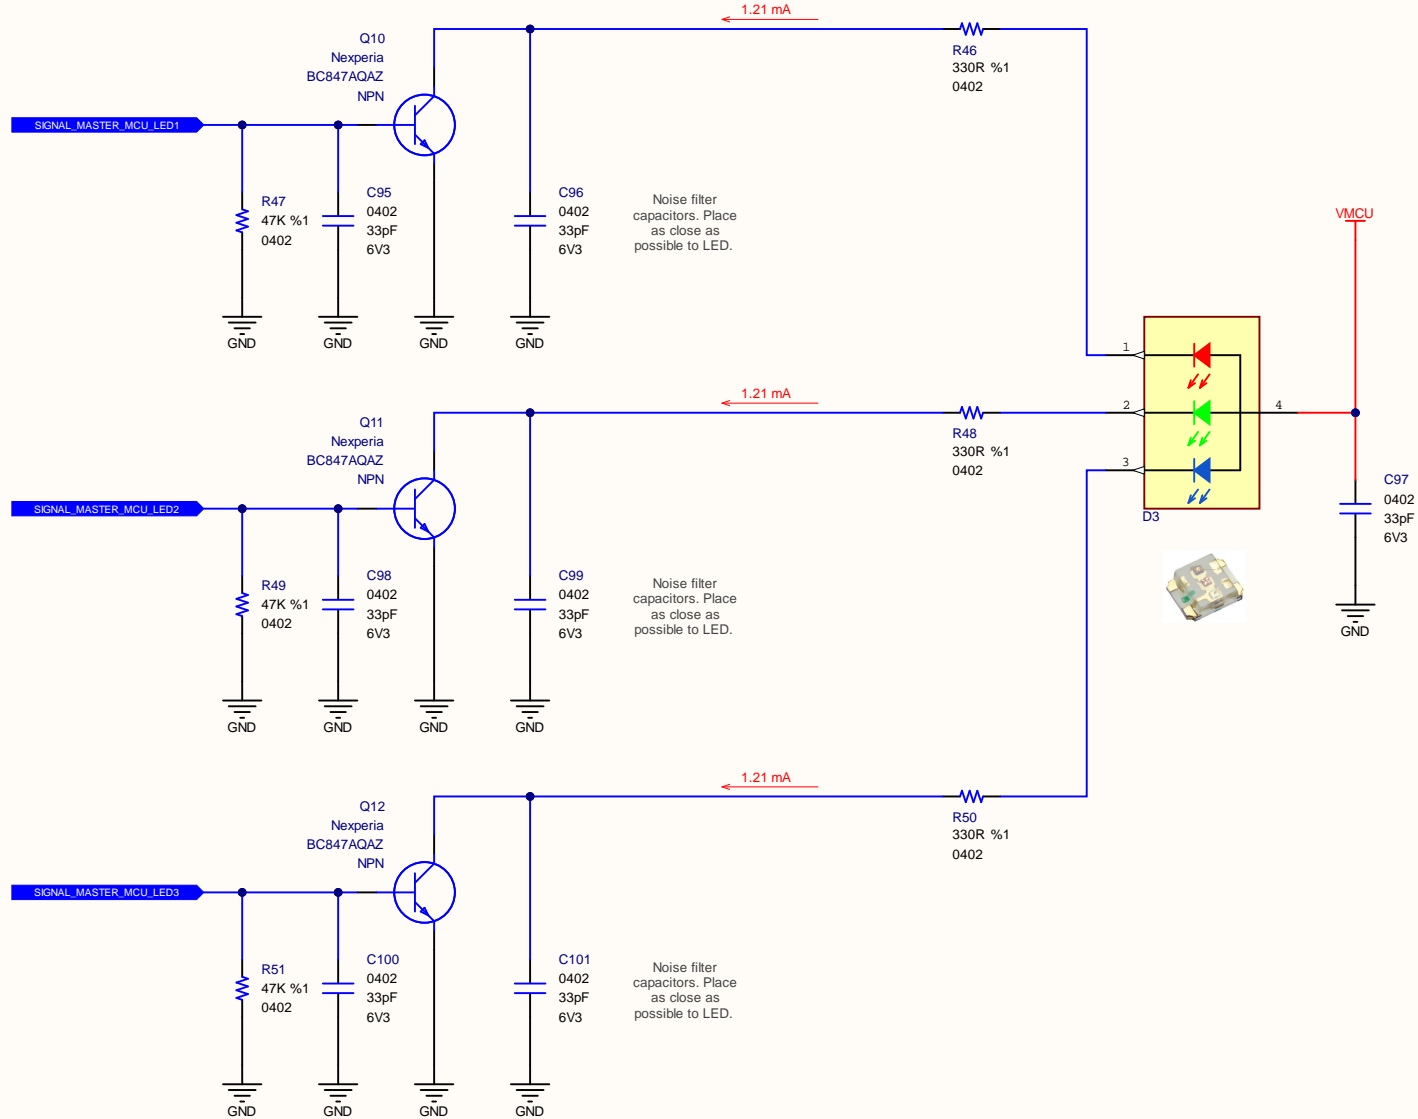 1.21 mA
Q10
Nexperia
BC847AQAZ
NPN
R46
330R %1
0402
SIGNAL_MASTER_MCU_LED1
R47
47K %1
0402
C95
0402
33pF
6V3
C96
0402
33pF
6V3
Noise filter
capacitors. Place
as close as
possible to LED.
GND
GND
GND
GND
VMCU
1
2
3
4
D3
C97
0402
33pF
6V3
GND
1.21 mA
Q11
Nexperia
BC847AQAZ
NPN
R48
330R %1
0402
SIGNAL_MASTER_MCU_LED2
R49
47K %1
0402
C98
0402
33pF
6V3
C99
0402
33pF
6V3
Noise filter
capacitors. Place
as close as
possible to LED.
GND
GND
GND
GND
1.21 mA
Q12
Nexperia
BC847AQAZ
NPN
R50
330R %1
0402
SIGNAL_MASTER_MCU_LED3
R51
47K %1
0402
C100
0402
33pF
6V3
C101
0402
33pF
6V3
Noise filter
capacitors. Place
as close as
possible to LED.
GND
GND
GND
GND